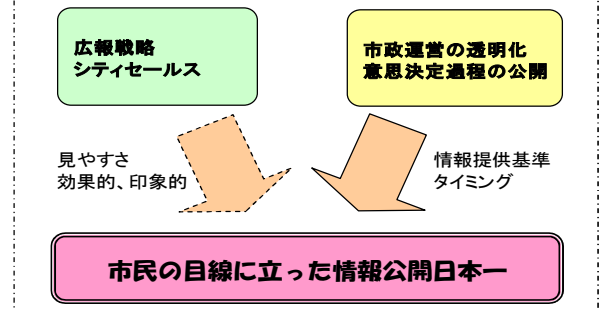 広報戦略
シティセールス
市政運営の透明化
意思決定過程の公開
見やすさ
効果的、印象的
情報提供基準
タイミング
市民の目線に立った情報公開日本一